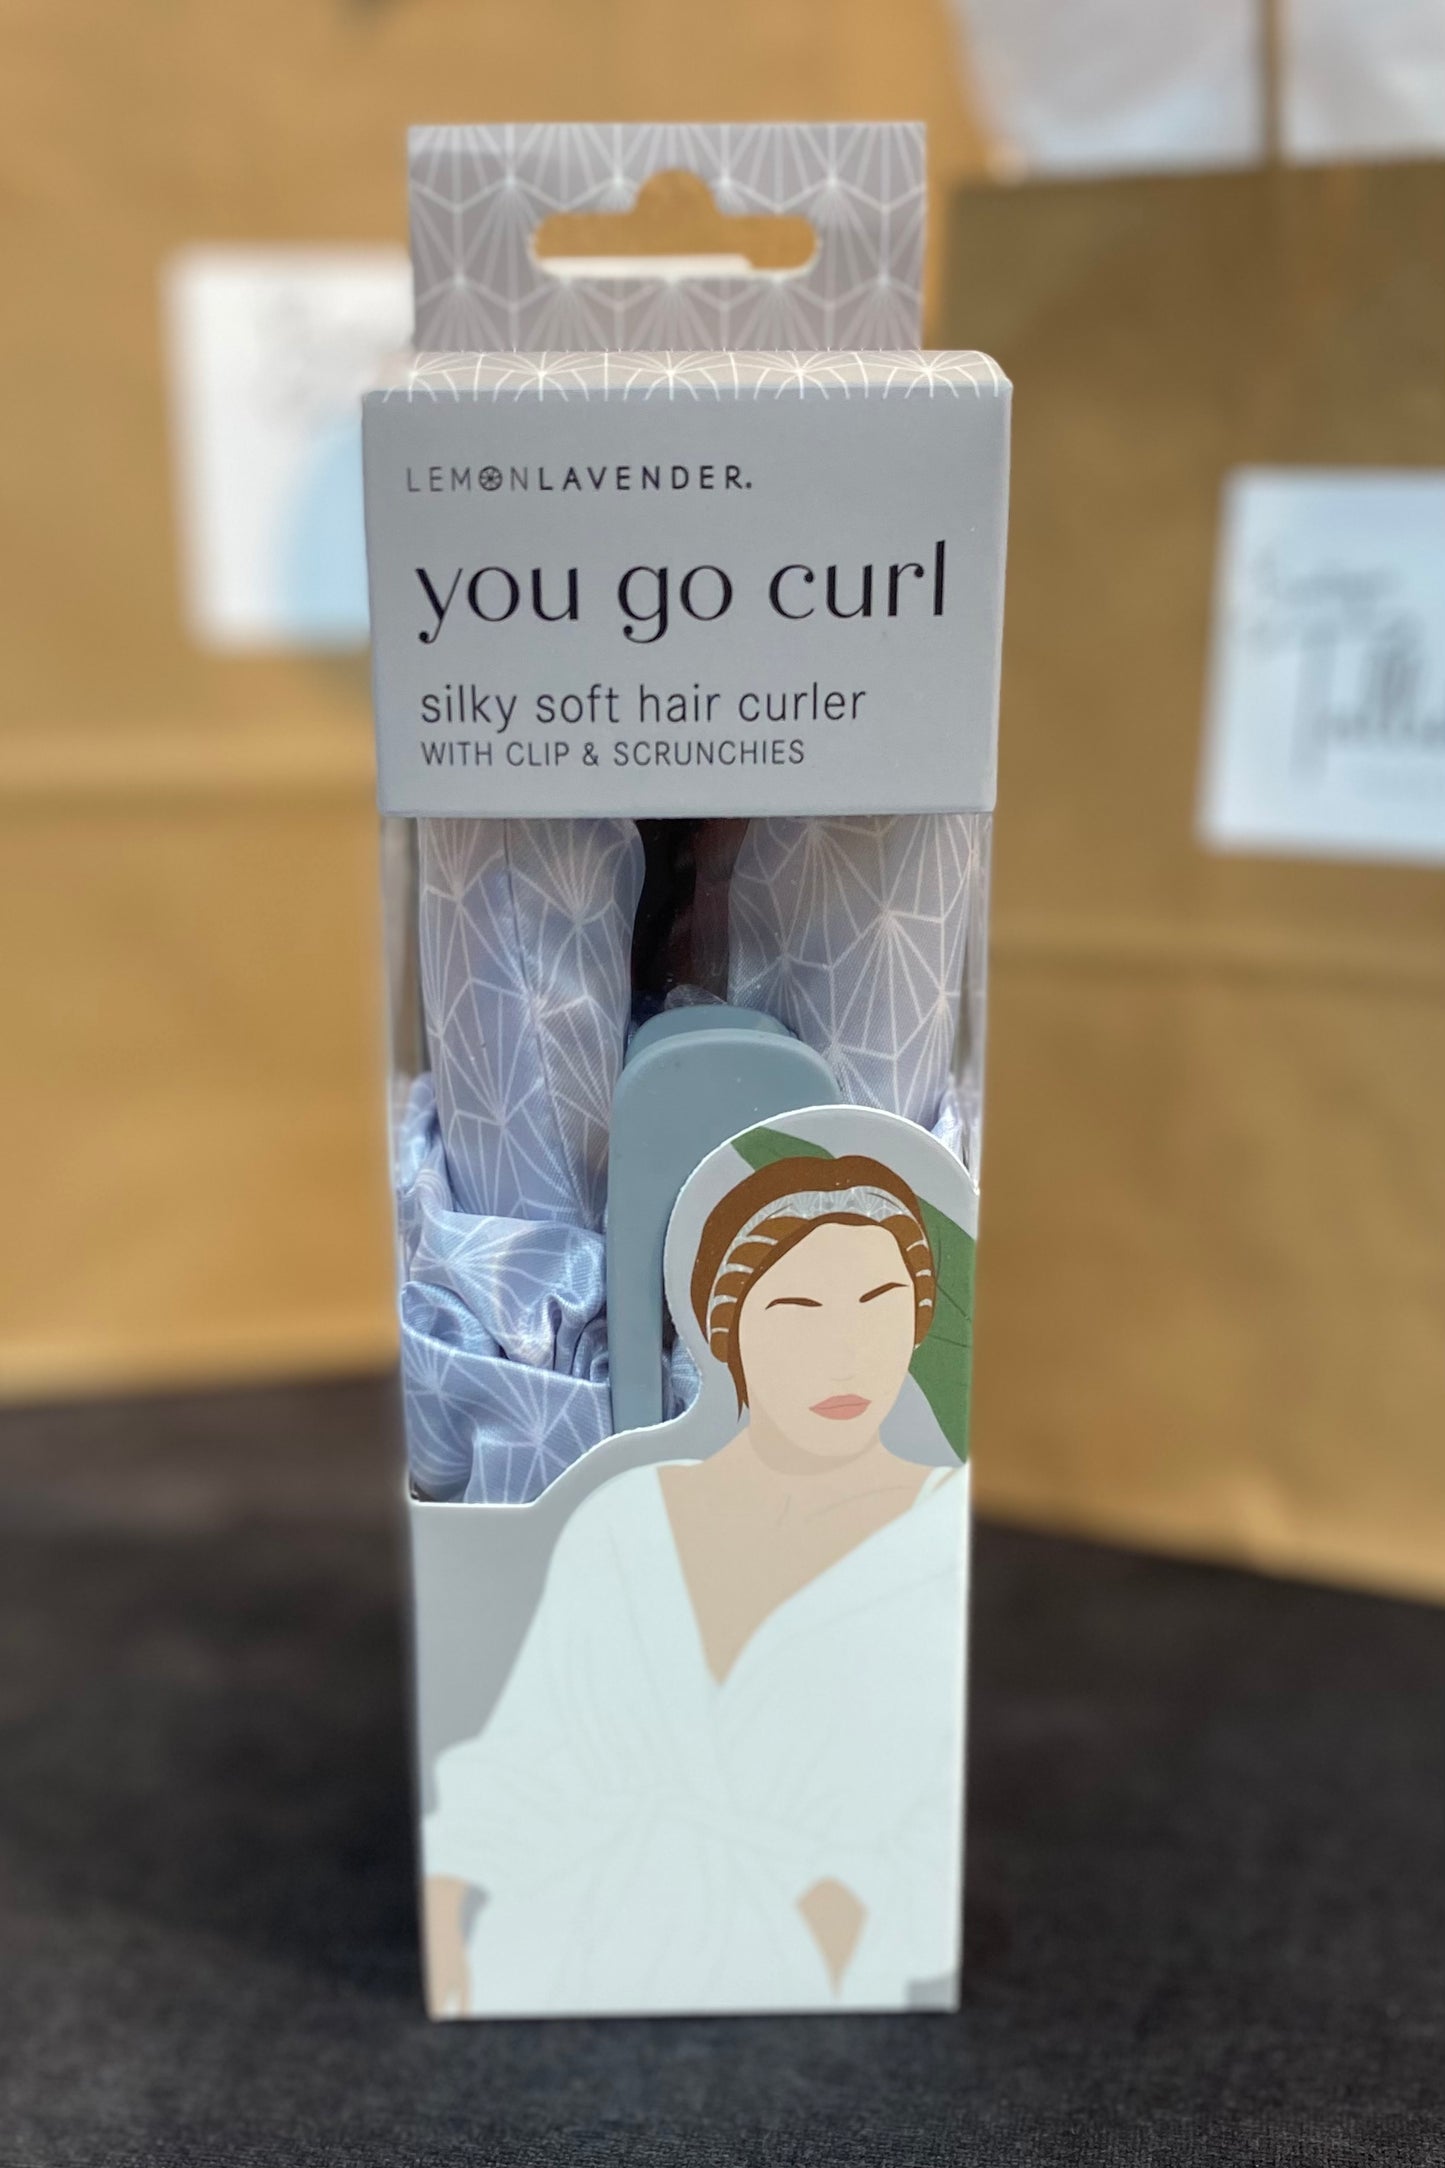 LEMONLAVENDER.
you go curl
silky soft hair curler
WITH CLIP & SCRUNCHIES